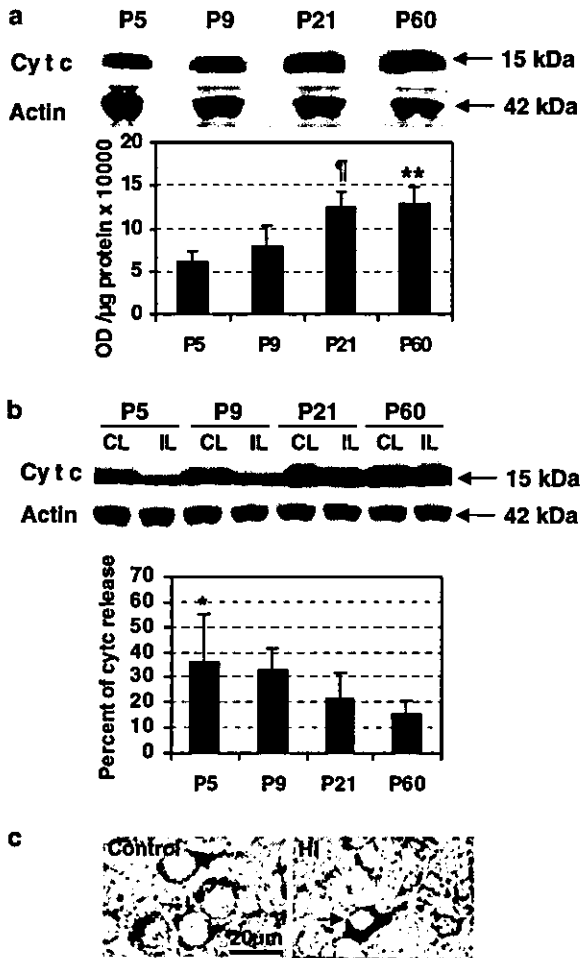 a
P5 P9 P21 P60
Cyt c 15 kDa
Actin 42 kDa
OD /µg protein x 10000
20
15
10
5
0
¶
**
P5 P9 P21 P60
b
P5 P9 P21 P60
CL IL CL IL CL IL CL IL
Cyt c 15 kDa
Actin 42 kDa
Percent of cytc release
70
60
50
40
30
20
10
0
*
P5 P9 P21 P60
c
Control HI
20µm